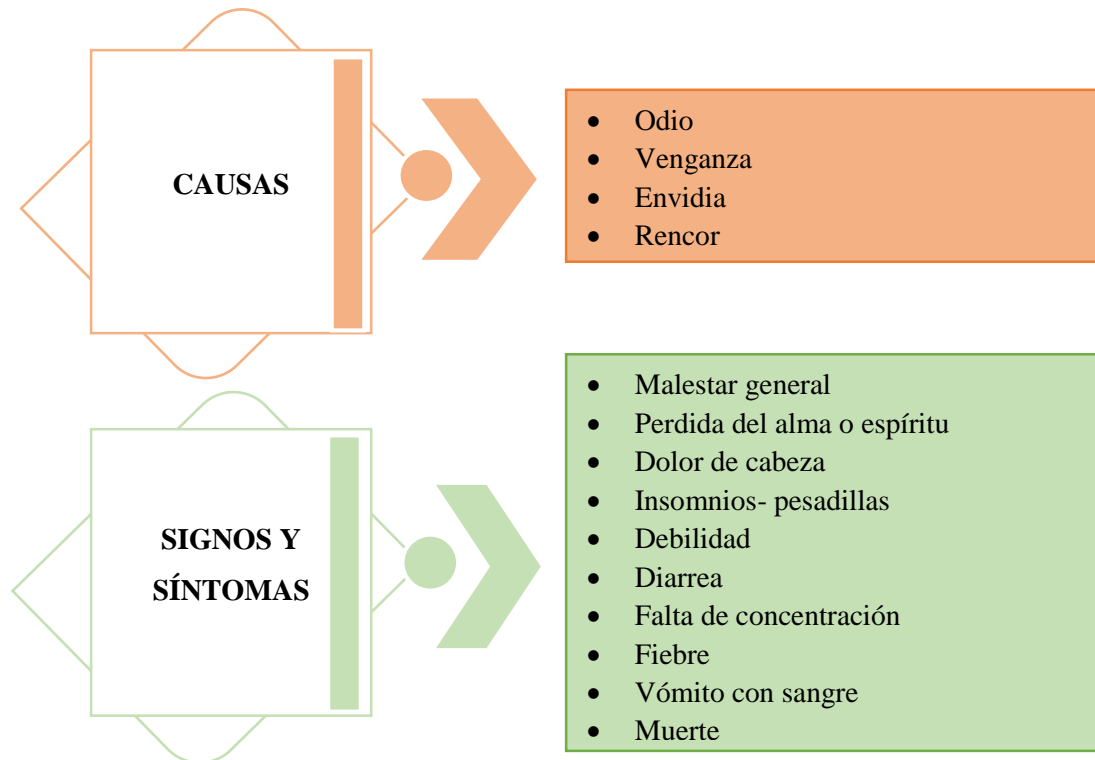 CAUSAS
• Odio
• Venganza
• Envidia
• Rencor
SIGNOS Y
SÍNTOMAS
• Malestar general
• Perdida del alma o espíritu
• Dolor de cabeza
• Insomnios- pesadillas
• Debilidad
• Diarrea
• Falta de concentración
• Fiebre
• Vómito con sangre
• Muerte